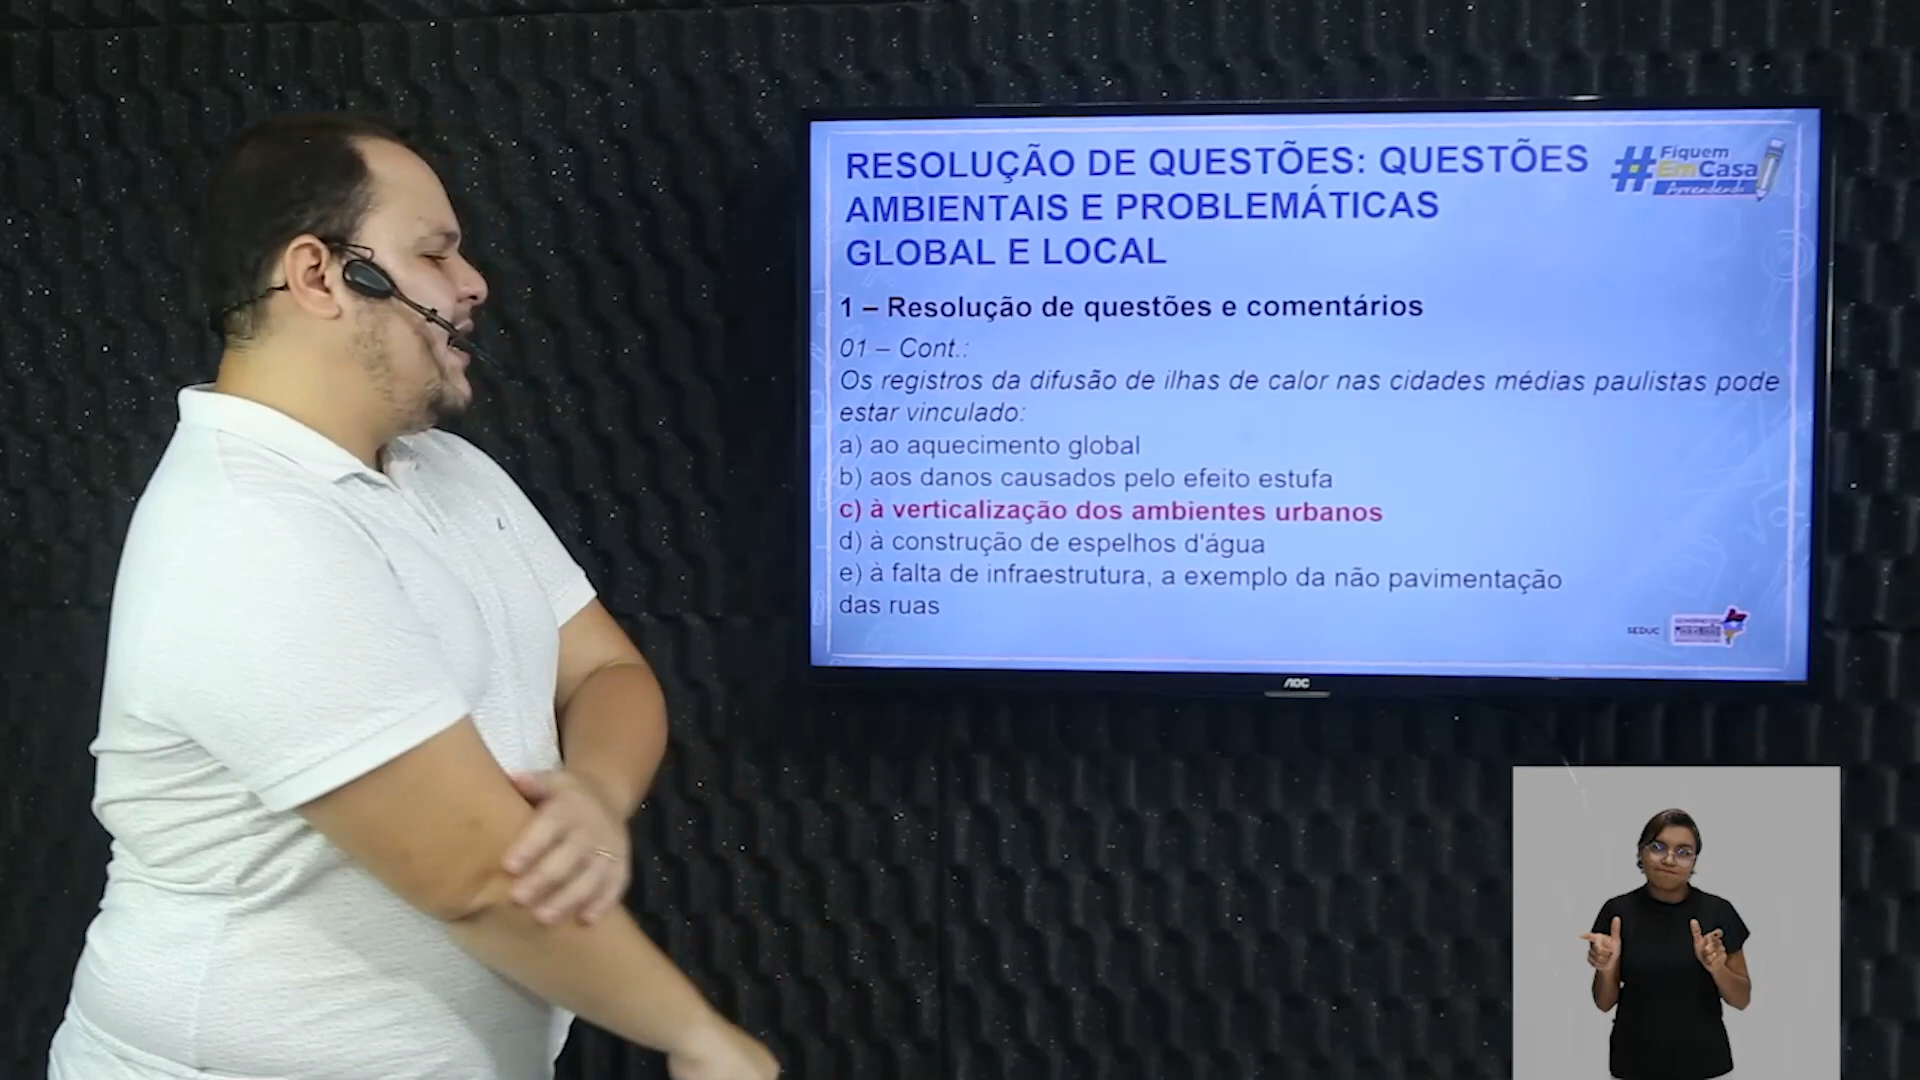 RESOLUÇÃO DE QUESTÕES: QUESTÕES
AMBIENTAIS E PROBLEMÁTICAS
GLOBAL E LOCAL
#Fiquem
EmCasa
Aprendendo
1 – Resolução de questões e comentários
01 – Cont.:
Os registros da difusão de ilhas de calor nas cidades médias paulistas pode
estar vinculado:
a) ao aquecimento global
b) aos danos causados pelo efeito estufa
c) à verticalização dos ambientes urbanos
d) à construção de espelhos d'água
e) à falta de infraestrutura, a exemplo da não pavimentação
das ruas
SEDUC
AOC